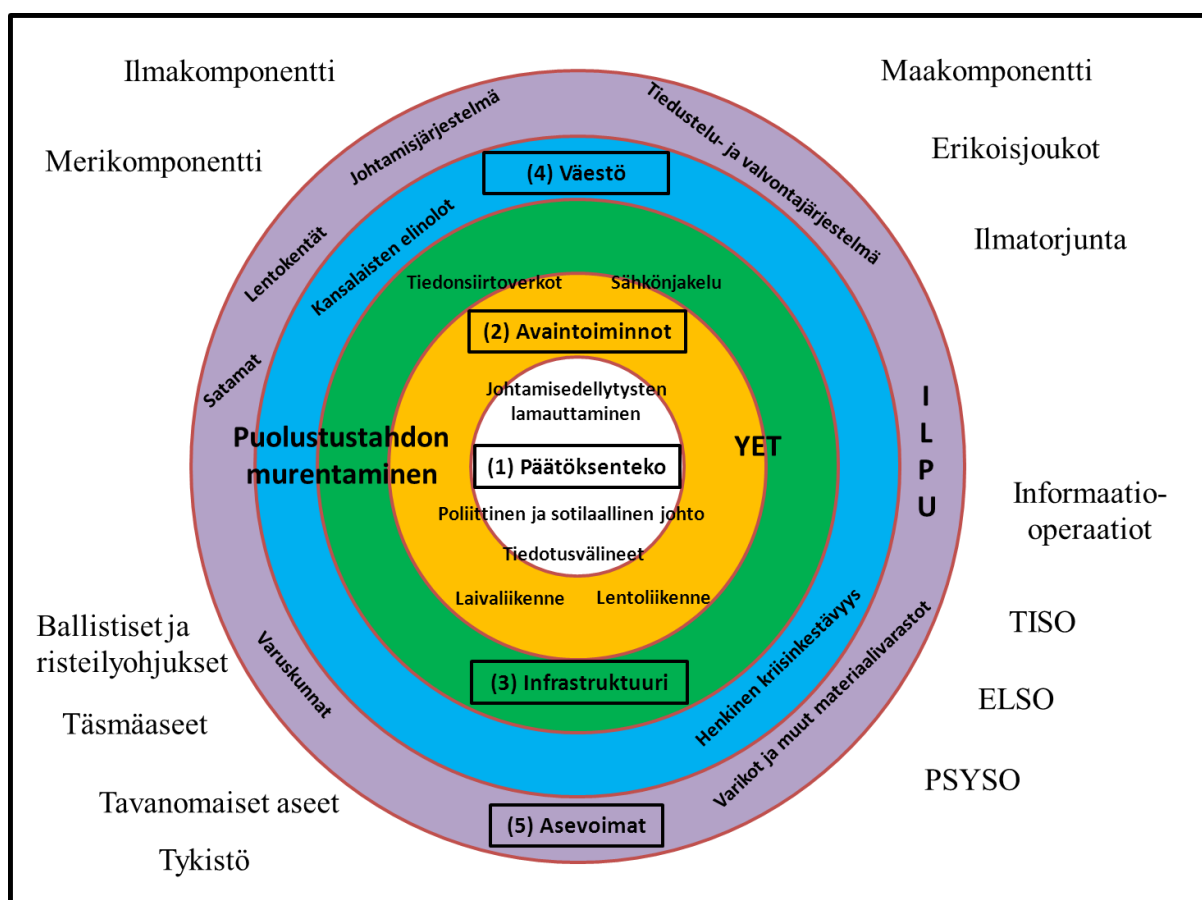 Ilmakomponentti
Maakomponentti
Merikomponentti
Erikoisjoukot
Ilmatorjunta
Johtamisjärjestelmä
Tiedustelu- ja valvontajärjestelmä
(4) Väestö
Lentokentät
Kansalaisten elinolot
Tiedonsiirtoverkot
Sähkönjakelu
(2) Avaintoiminnot
Satamat
Johtamisedellytysten
lamauttaminen
Puolustustahdon
murentaminen
YET
I
L
P
U
(1) Päätöksenteko
Poliittinen ja sotilaallinen johto
Tiedotusvälineet
Laivaliikenne
Lentoliikenne
Informaatio-
operaatiot
Ballistiset ja
risteilyohjukset
Varuskunnat
(3) Infrastruktuuri
Henkinen kriisinkestävyys
Varikot ja muut materiaalivarastot
TISO
ELSO
PSYSO
Täsmäaseet
Tavanomaiset aseet
(5) Asevoimat
Tykistö